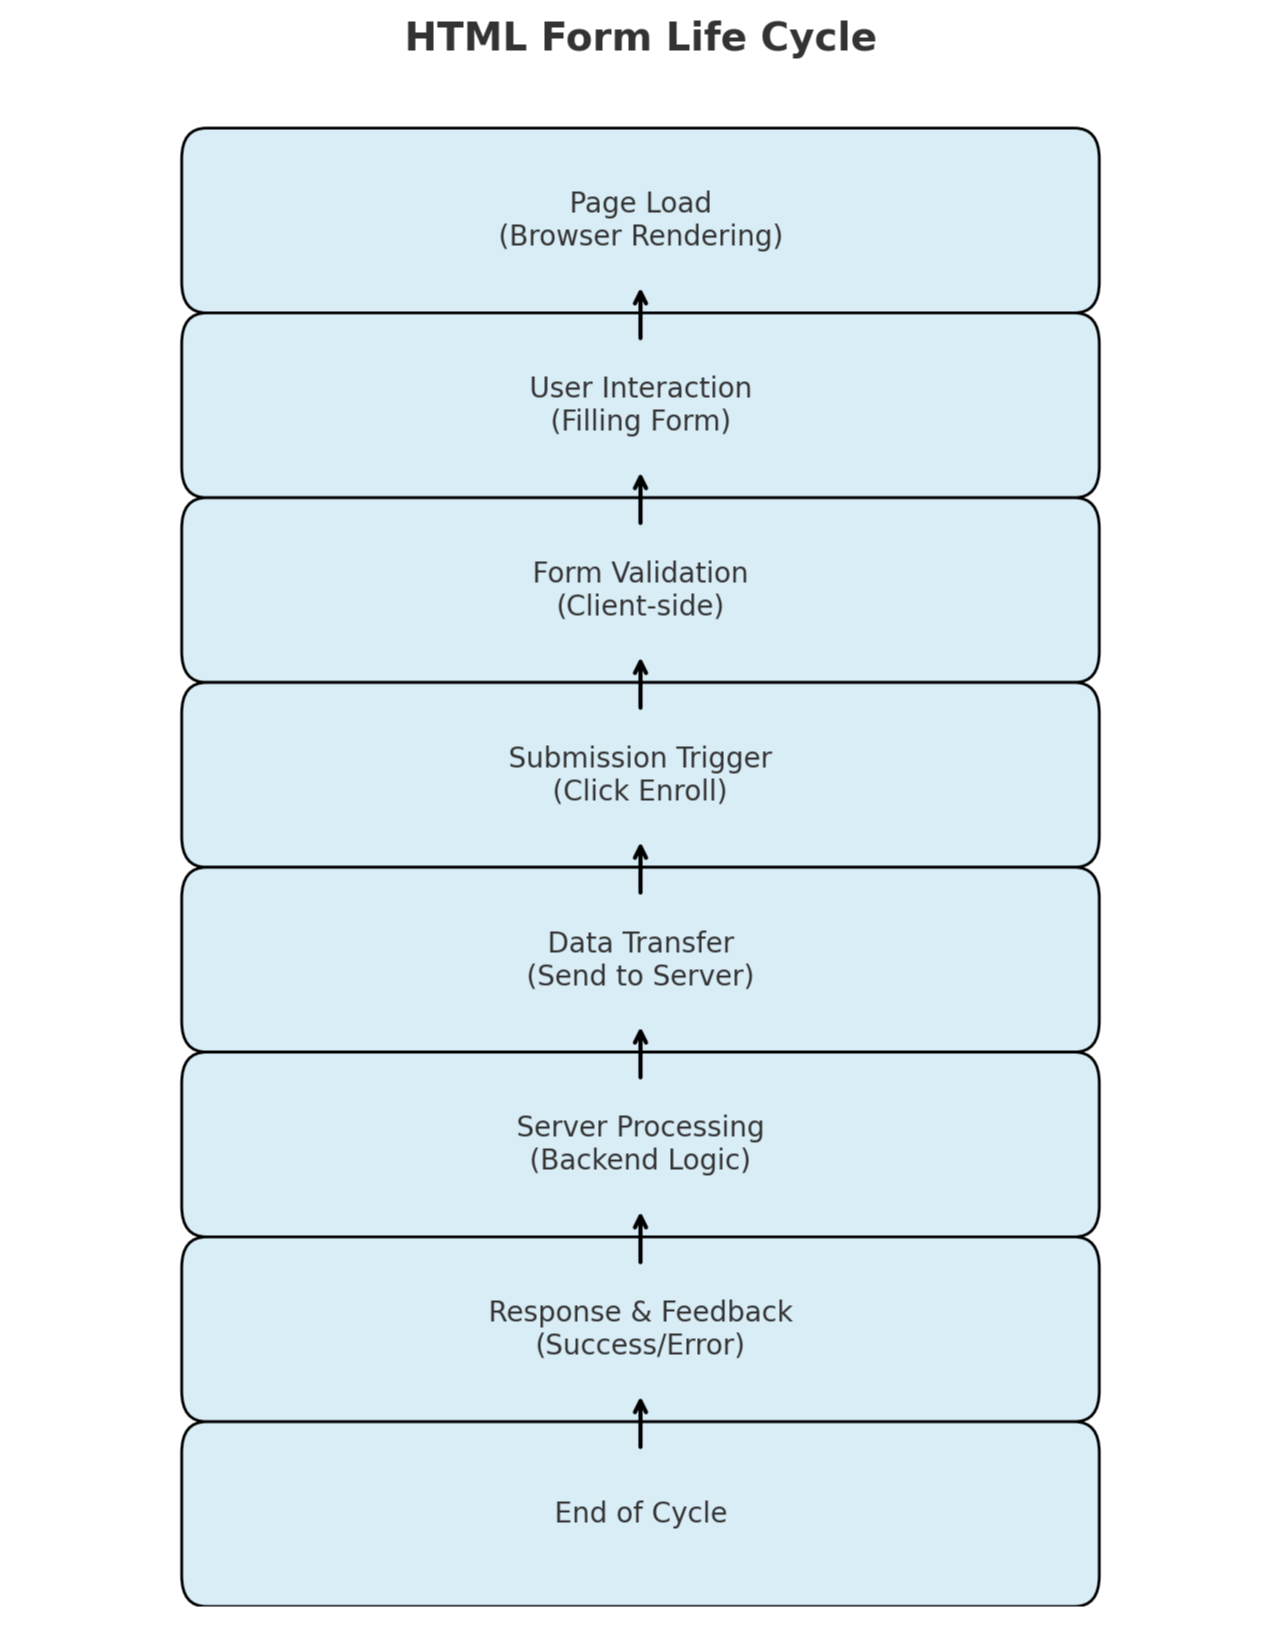 HTML Form Life Cycle
Page Load
(Browser Rendering)
User Interaction
(Filling Form)
Form Validation
(Client-side)
Submission Trigger
(Click Enroll)
Data Transfer
(Send to Server)
Server Processing
(Backend Logic)
Response & Feedback
(Success/Error)
End of Cycle